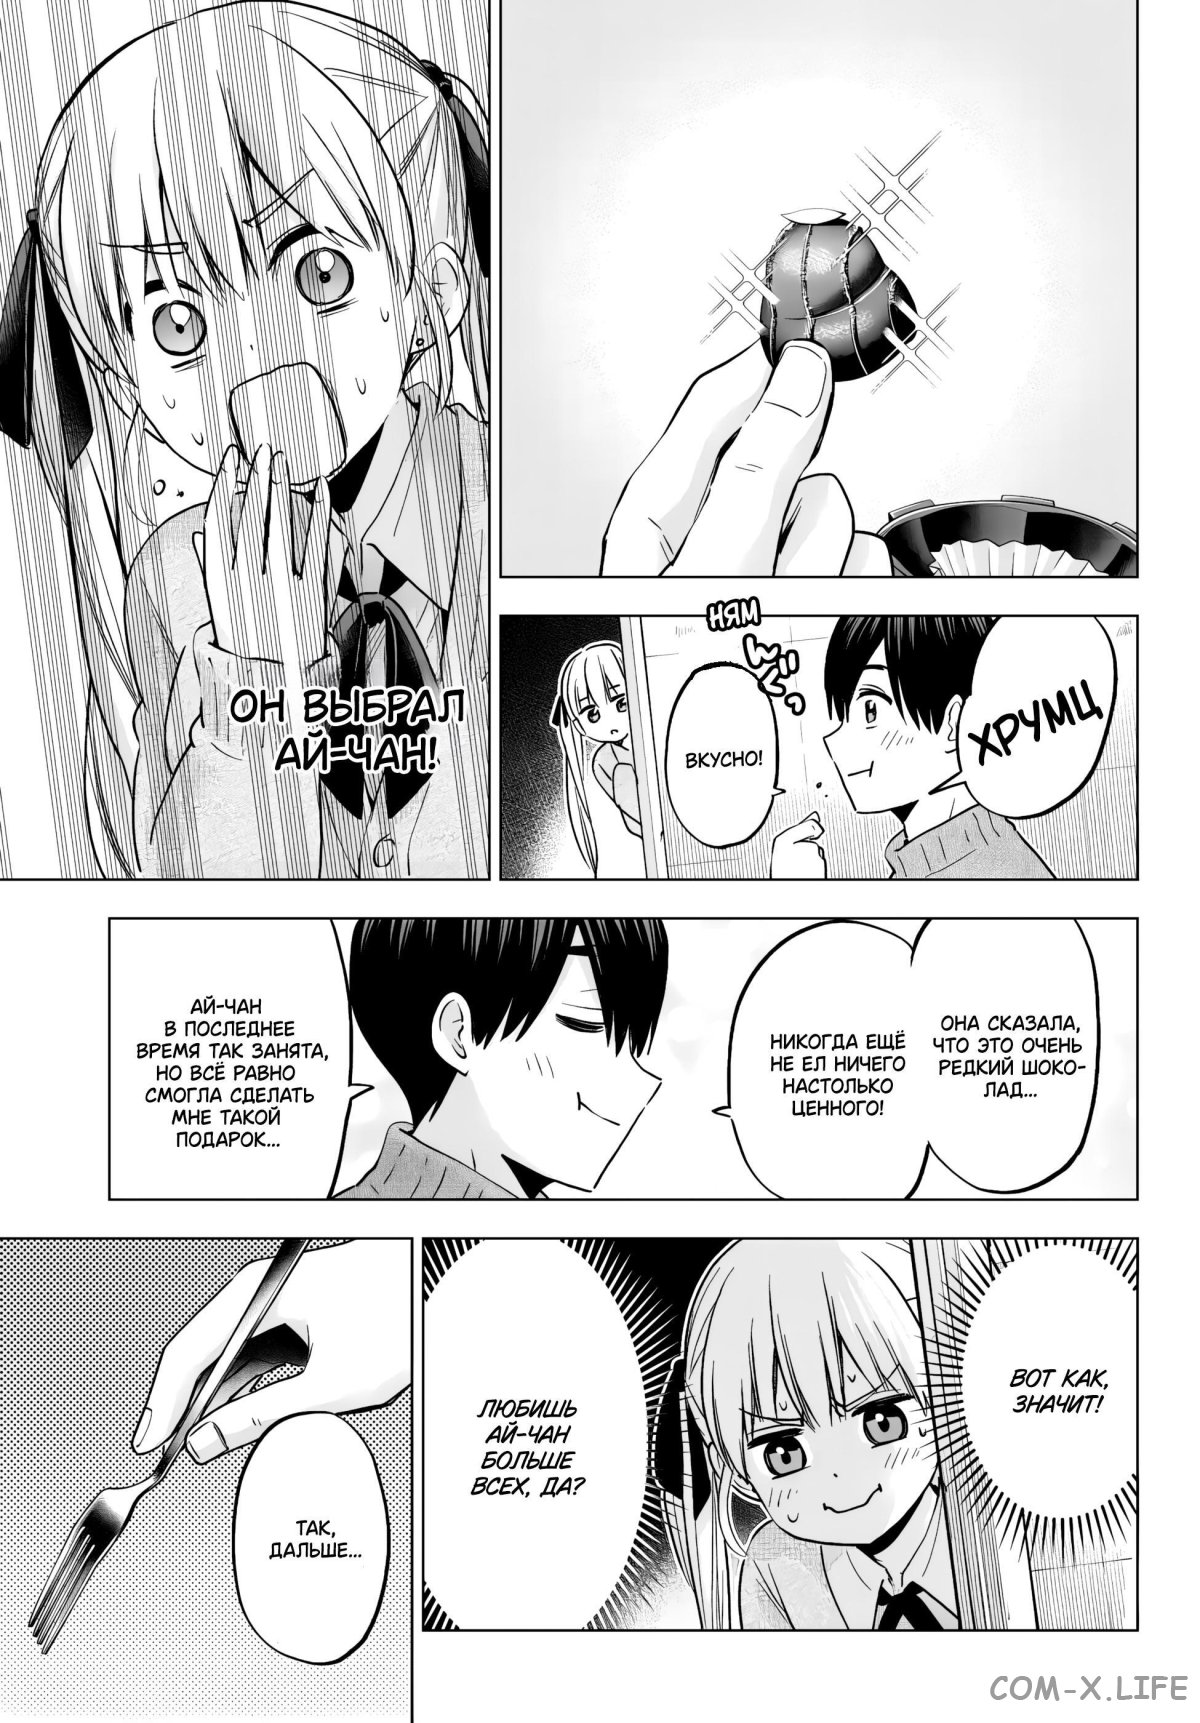 ОН ВЫБРАЛ
АЙ-ЧАН!
ХРУМЦ
НЯМ
ВКУСНО!
ОНА СКАЗАЛА,
ЧТО ЭТО ОЧЕНЬ
РЕДКИЙ ШОКО-
ЛАД...
НИКОГДА ЕЩЁ
НЕ ЕЛ НИЧЕГО
НАСТОЛЬКО
ЦЕННОГО!
АЙ-ЧАН
В ПОСЛЕДНЕЕ
ВРЕМЯ ТАК ЗАНЯТА,
НО ВСЁ РАВНО
СМОГЛА СДЕЛАТЬ
МНЕ ТАКОЙ
ПОДАРОК...
ВОТ КАК,
ЗНАЧИТ!
ЛЮБИШЬ
АЙ-ЧАН
БОЛЬШЕ
ВСЕХ, ДА?
ТАК,
ДАЛЬШЕ...
COM-X.LIFE